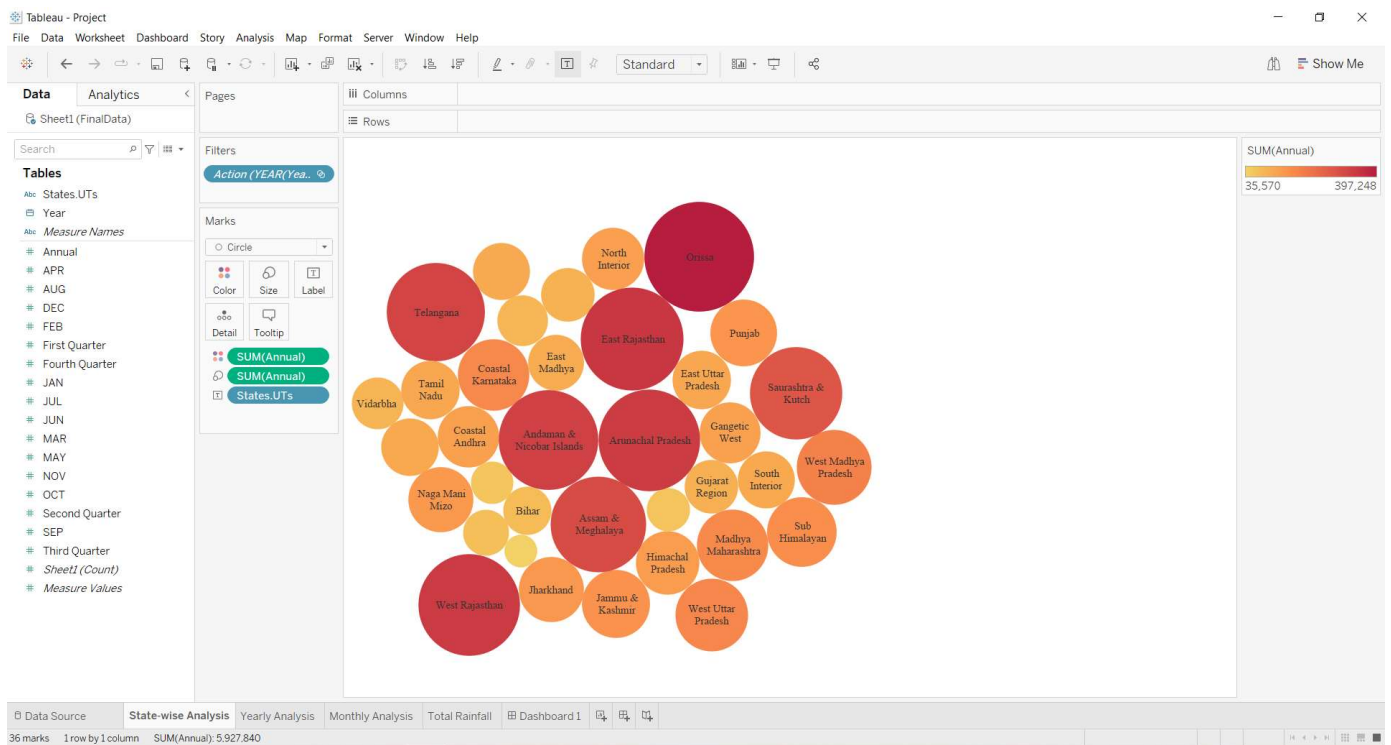 Tableau - Project
File Data Worksheet Dashboard Story Analysis Map Format Server Window Help
Standard
Show Me
Data Analytics
Sheet1 (FinalData)
Search
Tables
Abc States.UTs
Year
Abc Measure Names
# Annual
# APR
# AUG
# DEC
# FEB
# First Quarter
# Fourth Quarter
# JAN
# JUL
# JUN
# MAR
# MAY
# NOV
# OCT
# Second Quarter
# SEP
# Third Quarter
# Sheet1 (Count)
# Measure Values
Pages
Filters
Action (YEAR(Yea..
Marks
Circle
Color Size Label
Detail Tooltip
SUM(Annual)
SUM(Annual)
States.UTs
iii Columns
Rows
North
Interior
Orissa
Telangana
East Rajasthan
Punjab
East
Madhya
Coastal
Karnataka
East Uttar
Pradesh
Tamil
Nadu
Saurashtra &
Kutch
Vidarbha
Coastal
Andhra
Andaman &
Nicobar Islands
Arunachal Pradesh
Gangetic
West
West Madhya
Pradesh
South
Interior
Gujarat
Region
Naga Mani
Mizo
Bihar
Assam &
Meghalaya
Sub
Himalayan
Madhya
Maharashtra
Himachal
Pradesh
Jharkhand
Jammu &
Kashmir
West Rajasthan
West Uttar
Pradesh
SUM(Annual)
35,570 397,248
Data Source State-wise Analysis Yearly Analysis Monthly Analysis Total Rainfall Dashboard 1
36 marks 1 row by 1 column SUM(Annual): 5,927,840